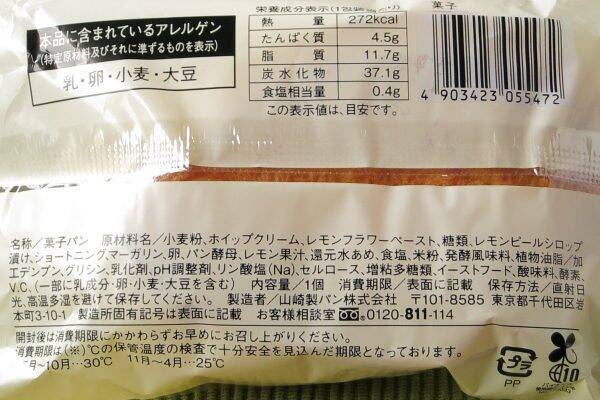 本品に含まれているアレルゲン
(特定原材料及びそれに準ずるものを表示)
乳・卵・小麦・大豆
栄養成分表示(1包装
熱量 272kcal
たんぱく質 4.5g
脂質 11.7g
炭水化物 37.1g
食塩相当量 0.4g
この表示値は、目安です。
菓子
4 903423 055472
名称/菓子パン 原材料名/小麦粉、ホイップクリーム、レモンフラワーペースト、糖類、レモンピールシロップ
漬け、ショートニング、マーガリン、卵、パン酵母、レモン果汁、還元水あめ、食塩、米粉、発酵風味料、植物油脂/加
工デンプン、グリシン、乳化剤、pH調整剤、リン酸塩(Na)、セルロース、増粘多糖類、イーストフード、酸味料、酵素、
V.C、(一部に乳成分・卵・小麦・大豆を含む) 内容量/1個 消費期限/表面に記載 保存方法/直射日
光、高温多湿を避けて保存してください。 製造者/山崎製パン株式会社 〒101-8585 東京都千代田区岩
本町3-10-1 製造所固有記号は表面に記載 お客様相談室 0120-811-114
開封後は消費期限にかかわらずお早めにお召し上がりください。
消費期限は(※)℃の保管温度の検査で十分安全を見込んだ期限となっております。
月~10月…30℃ 11月~4月…25℃
プラ
PP
10